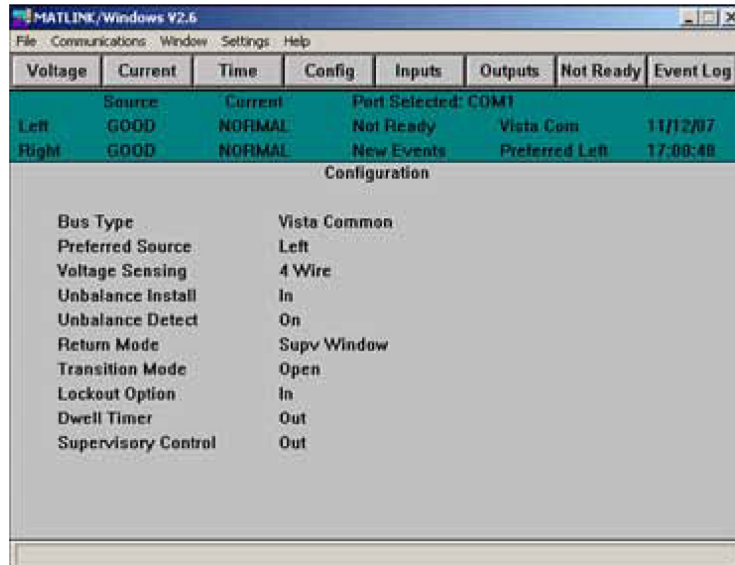 MATLINK/Windows V2.6
File Communications Window Settings Help
Voltage Current Time Config Inputs Outputs Not Ready Event Log
Source Current Port Selected: COM1
Left GOOD NORMAL Not Ready Vista Com 11/12/07
Right GOOD NORMAL New Events Preferred Left 17:00:48
Configuration
Bus Type Vista Common
Preferred Source Left
Voltage Sensing 4 Wire
Unbalance Install In
Unbalance Detect On
Return Mode Supv Window
Transition Mode Open
Lockout Option In
Dwell Timer Out
Supervisory Control Out